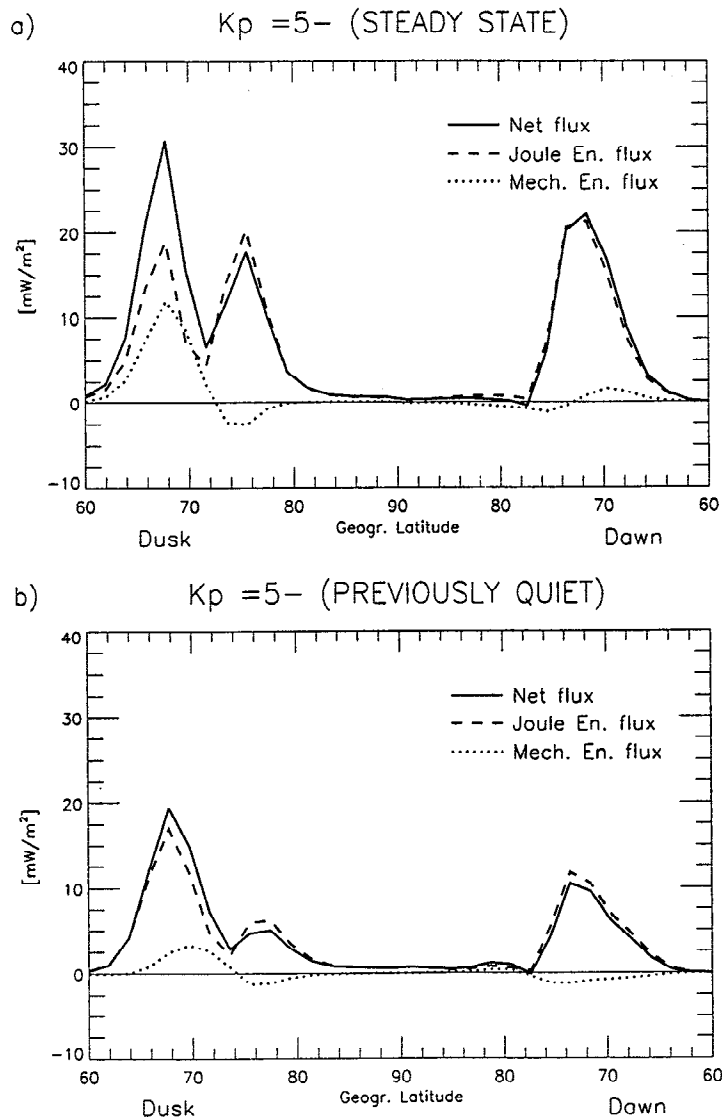 a)
Kp =5- (STEADY STATE)
40
30
20
10
0
-10
[mW/m²]
Net flux
Joule En. flux
Mech. En. flux
60
70
80
90
80
70
60
Dusk
Geogr. Latitude
Dawn
b)
Kp =5- (PREVIOUSLY QUIET)
40
30
20
10
0
-10
[mW/m²]
Net flux
Joule En. flux
Mech. En. flux
60
70
80
90
80
70
60
Dusk
Geogr. Latitude
Dawn